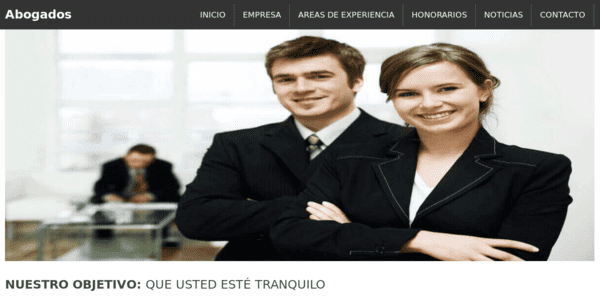 Abogados INICIO EMPRESA AREAS DE EXPERIENCIA HONORARIOS NOTICIAS CONTACTO
NUESTRO OBJETIVO: QUE USTED ESTÉ TRANQUILO